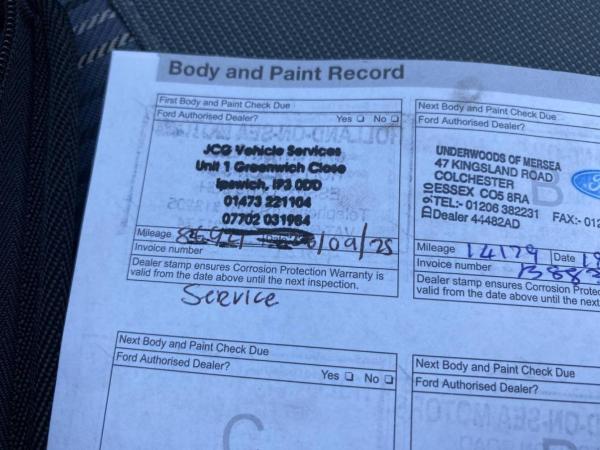 Body and Paint Record
First Body and Paint Check Due
Ford Authorised Dealer? Yes No
JCG Vehicle Services
Unit 1 Greenwich Close
Ipswich, IP3 0DD
01473 221104
07702 031984
Mileage /09/25
Invoice number
Dealer stamp ensures Corrosion Protection Warranty is
valid from the date above until the next inspection.
Service
Next Body and Paint Check Due
Ford Authorised Dealer?
UNDERWOODS OF MERSEA
47 KINGSLAND ROAD
COLCHESTER
ESSEX CO5 8RA
TEL:- 01206 382231 FAX:- 012
Dealer 44482AD
Mileage 14179 Date
Invoice number
Dealer stamp ensures Corrosion Protec
valid from the date above until the next
Next Body and Paint Check Due
Ford Authorised Dealer?
Yes No
C
Next Body and Paint Check Due
Ford Authorised Dealer?